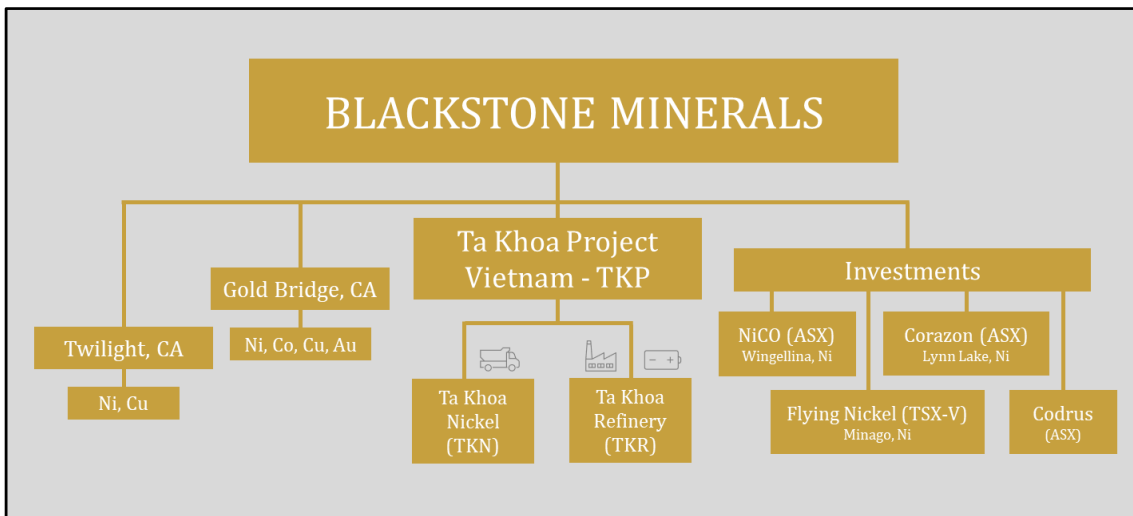 BLACKSTONE MINERALS
Twilight, CA
Ni, Cu
Gold Bridge, CA
Ni, Co, Cu, Au
Ta Khoa Project
Vietnam - TKP
Ta Khoa
Nickel
(TKN)
Ta Khoa
Refinery
(TKR)
Investments
NiCO (ASX)
Wingellina, Ni
Flying Nickel (TSX-V)
Minago, Ni
Corazon (ASX)
Lynn Lake, Ni
Codrus
(ASX)